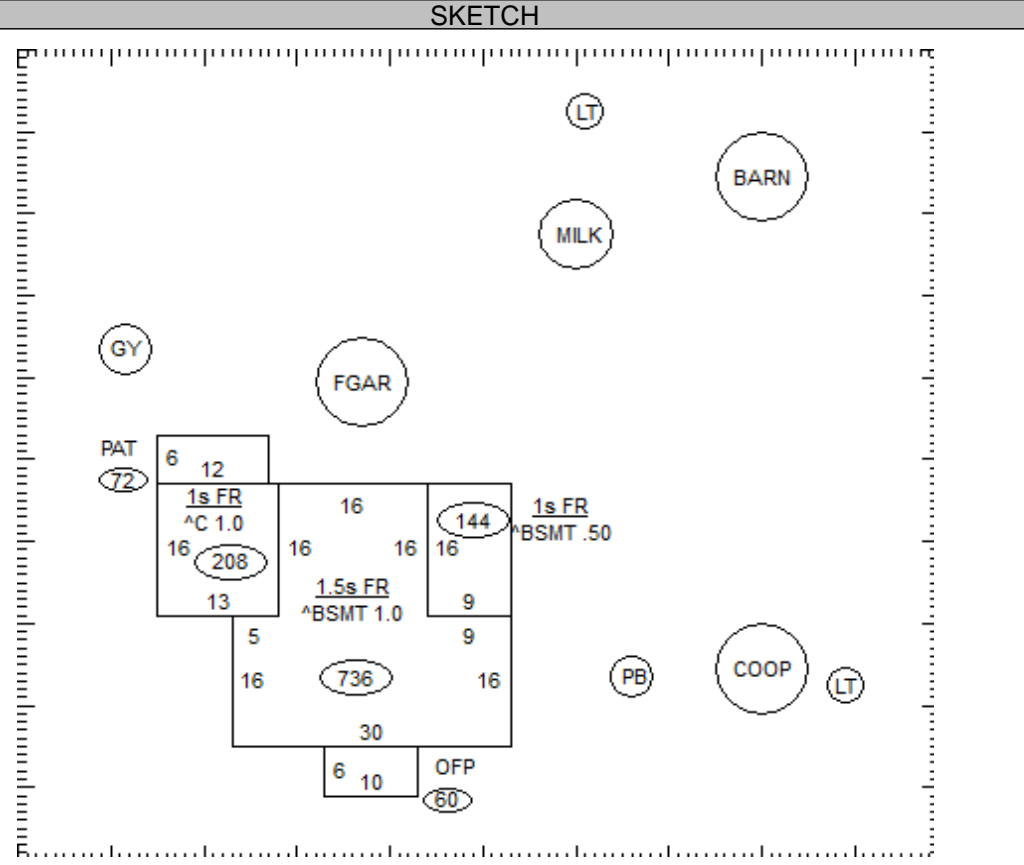 SKETCH
LT
BARN
MILK
GY
FGAR
PAT
72
6
12
1s FR
^C 1.0
16
208
13
16
16
16
1.5s FR
^BSMT 1.0
144
16
9
1s FR
^BSMT .50
5
9
16
736
16
30
6
10
OFP
60
PB
COOP
LT